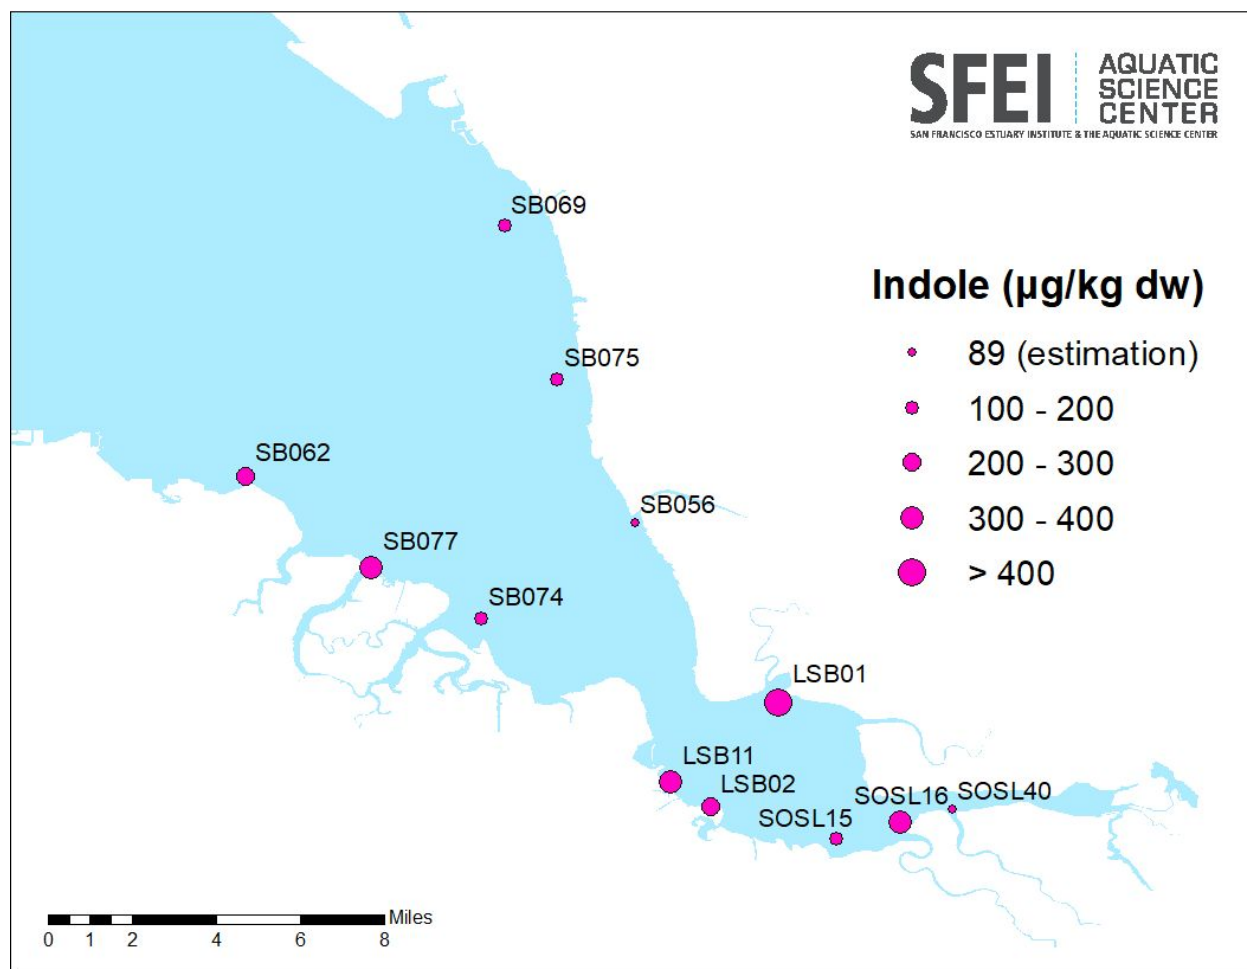 SFEI
AQUATIC
SCIENCE
CENTER
SAN FRANCISCO ESTUARY INSTITUTE & THE AQUATIC SCIENCE CENTER
SB069
Indole (µg/kg dw)
89 (estimation)
100 - 200
200 - 300
300 - 400
> 400
SB075
SB062
SB056
SB077
SB074
LSB01
LSB11
LSB02
SOSL15
SOSL16
SOSL40
Miles
0 1 2 4 6 8